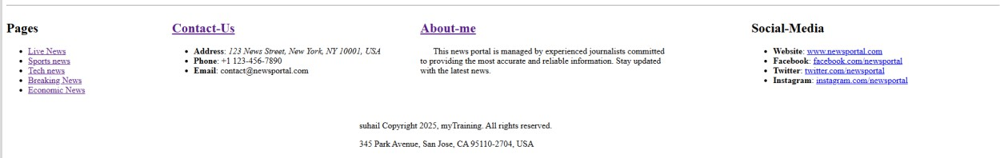 Pages
Live News
Sports news
Tech news
Breaking News
Economic News
Contact-Us
Address: 123 News Street, New York, NY 10001, USA
Phone: +1 123-456-7890
Email: contact@newsportal.com
About-me
This news portal is managed by experienced journalists committed
to providing the most accurate and reliable information. Stay updated
with the latest news.
Social-Media
Website: www.newsportal.com
Facebook: facebook.com/newsportal
Twitter: twitter.com/newsportal
Instagram: instagram.com/newsportal
suhail Copyright 2025, myTraining. All rights reserved.
345 Park Avenue, San Jose, CA 95110-2704, USA